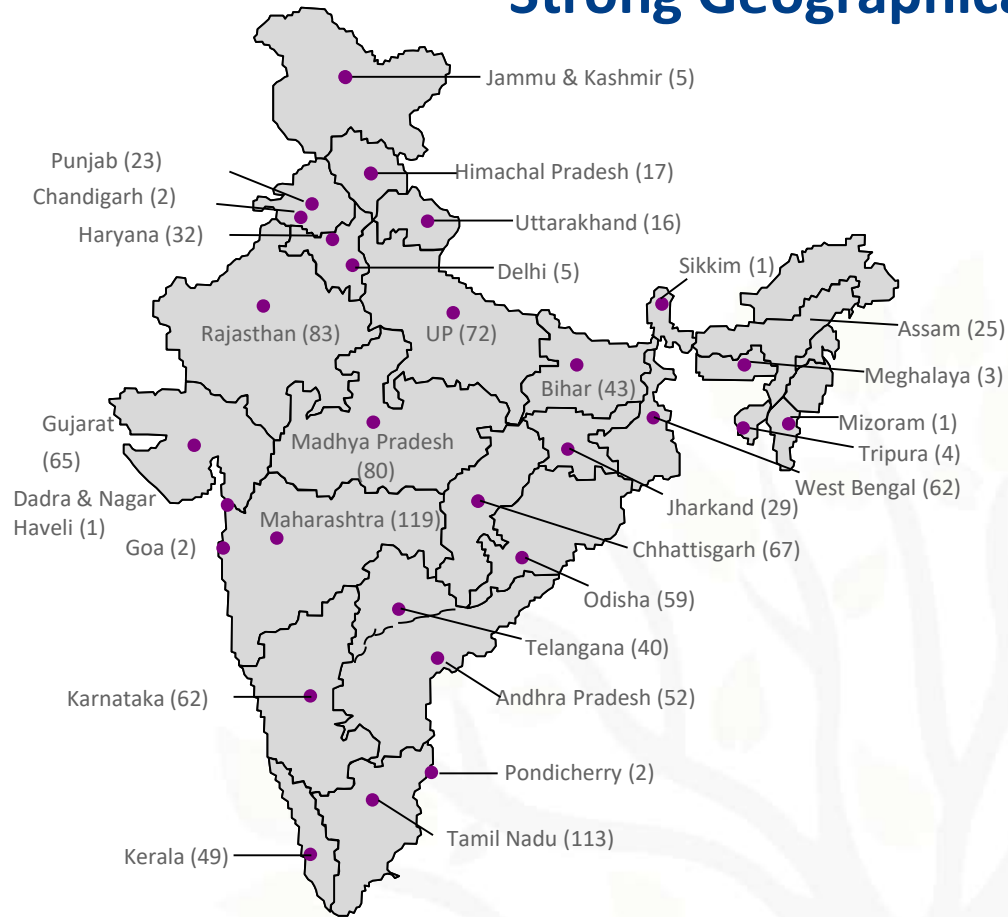 Strong Geographica
Jammu & Kashmir (5)
Punjab (23)
Himachal Pradesh (17)
Chandigarh (2)
Uttarakhand (16)
Haryana (32)
Delhi (5)
Sikkim (1)
Assam (25)
Rajasthan (83)
UP (72)
Meghalaya (3)
Bihar (43)
Gujarat
(65)
Mizoram (1)
Madhya Pradesh
(80)
Tripura (4)
West Bengal (62)
Dadra & Nagar
Haveli (1)
Jharkand (29)
Maharashtra (119)
Goa (2)
Chhattisgarh (67)
Odisha (59)
Telangana (40)
Karnataka (62)
Andhra Pradesh (52)
Pondicherry (2)
Tamil Nadu (113)
Kerala (49)